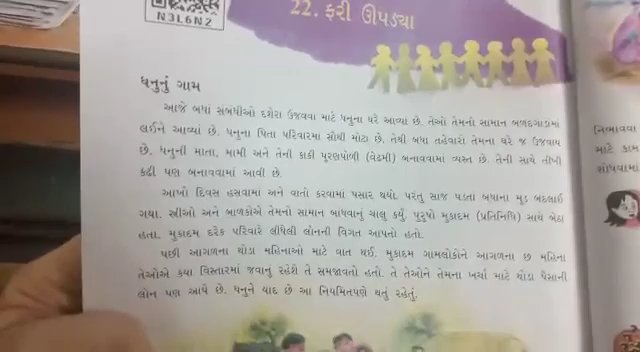 N3L6N2
22. ફરી ઊપડ્યા
ધનુનું ગામ
આજે બધાં સંબંધીઓ દશેરા ઉજવવા માટે ધનુના ઘરે આવ્યાં છે. તેઓ તેમનો સામાન બળદગાડામાં
લઈને આવ્યાં છે. ધનુના પિતા પરિવારમાં સૌથી મોટા છે. તેથી બધા તહેવારો તેમના ઘરે જ ઉજવાય
છે. ધનુની માતા, મામી અને તેની કાકી પૂરણપોળી (વેઢમી) બનાવવામાં વ્યસ્ત છે. તેની સાથે તીખી
કઢી પણ બનાવવામાં આવી છે.
આખો દિવસ હસવામાં અને વાતો કરવામાં પસાર થયો. પરંતુ સાંજ પડતાં બધાના મુડ બદલાઈ
ગયા. સ્ત્રીઓ અને બાળકોએ તેમનો સામાન બાંધવાનું ચાલુ કર્યું. પુરુષો મુકાદમ (પ્રતિનિધિ) સાથે બેઠા
હતા. મુકાદમ દરેક પરિવારે લીધેલી લોનની વિગત આપતો હતો.
પછી આગળના થોડા મહિનાઓ માટે વાત થઈ. મુકાદમ ગામલોકોને આગળના છ મહિના
તેઓએ કયા વિસ્તારમાં જવાનું રહેશે તે સમજાવતો હતો. તે તેઓને તેમના ખર્ચા માટે થોડા પૈસાની
લોન પણ આપે છે. ધનુને યાદ છે આ નિયમિતપણે થતું રહેતું.
નિભાવવા
માટે કામ
શોધવામાં